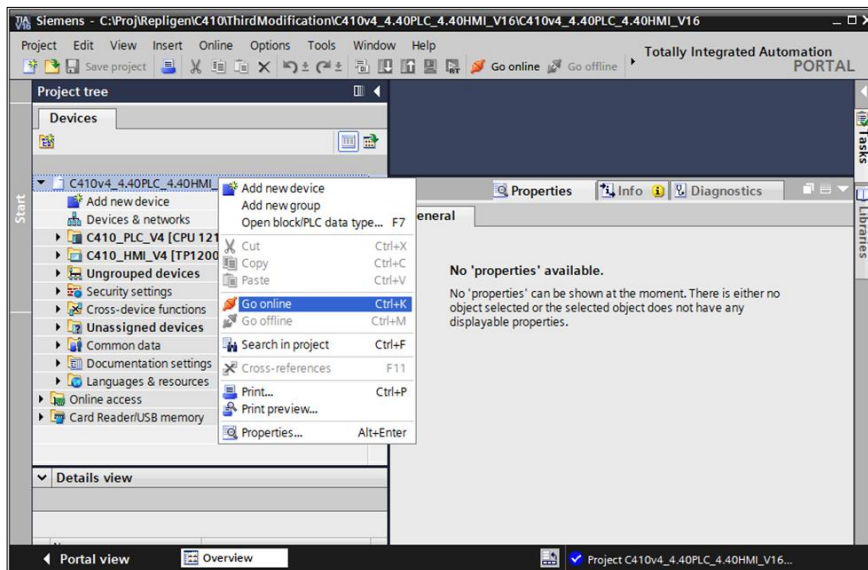 Siemens - C:\Proj\Repligen\C410\ThirdModification\C410v4_4.40PLC_4.40HMI_V16\C410v4_4.40PLC_4.40HMI_V16
Project Edit View Insert Online Options Tools Window Help
Save project
Go online Go offline
Totally Integrated Automation
PORTAL
Project tree
Devices
Start
C410v4_4.40PLC_4.40HMI_
Add new device
Devices & networks
C410_PLC_V4 [CPU 121
C410_HMI_V4 [TP1200
Ungrouped devices
Security settings
Cross-device functions
Unassigned devices
Common data
Documentation settings
Languages & resources
Online access
Card Reader/USB memory
Add new device
Add new group
Open block/PLC data type... F7
Cut Ctrl+X
Copy Ctrl+C
Paste Ctrl+V
Go online Ctrl+K
Go offline Ctrl+M
Search in project Ctrl+F
Cross-references F11
Print... Ctrl+P
Print preview...
Properties... Alt+Enter
Properties Info Diagnostics
eneral
No 'properties' available.
No 'properties' can be shown at the moment. There is either no
object selected or the selected object does not have any
displayable properties.
Tasks
Libraries
Details view
Portal view Overview Project C410v4_4.40PLC_4.40HMI_V16...